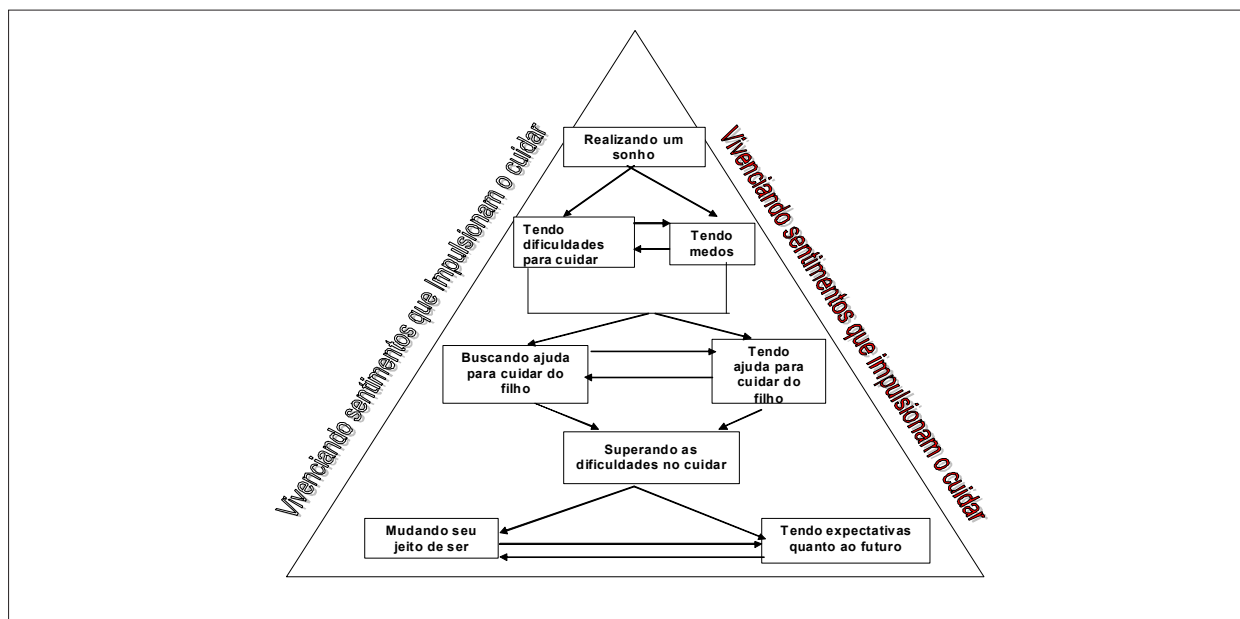 Vivenciando sentimentos que Impulsionam o cuidar
Vivenciando sentimentos que impulsionam o cuidar
Realizando um
sonho
Tendo
dificuldades
para cuidar
Tendo
medos
Buscando ajuda
para cuidar do
filho
Tendo
ajuda para
cuidar do
filho
Superando as
dificuldades no cuidar
Mudando seu
jeito de ser
Tendo expectativas
quanto ao futuro